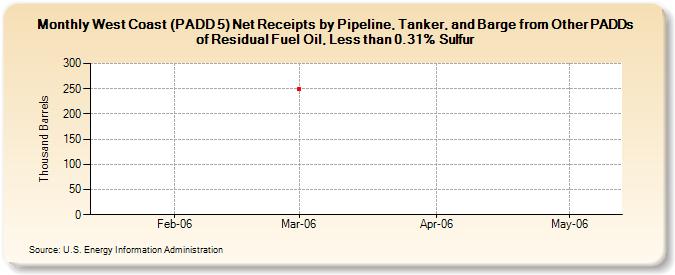 Monthly West Coast (PADD 5) Net Receipts by Pipeline, Tanker, and Barge from Other PADDs
of Residual Fuel Oil, Less than 0.31% Sulfur
Thousand Barrels
300
250
200
150
100
50
0
Feb-06
Mar-06
Apr-06
May-06
Source: U.S. Energy Information Administration